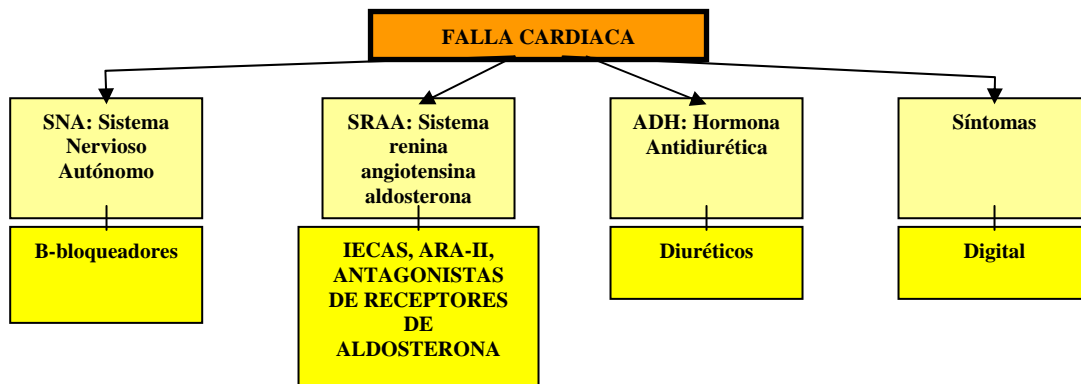 FALLA CARDIACA
SNA: Sistema
Nervioso
Autónomo
SRAA: Sistema
renina
angiotensina
aldosterona
ADH: Hormona
Antidiurética
Síntomas
B-bloqueadores
IECAS, ARA-II,
ANTAGONISTAS
DE RECEPTORES
DE
ALDOSTERONA
Diuréticos
Digital